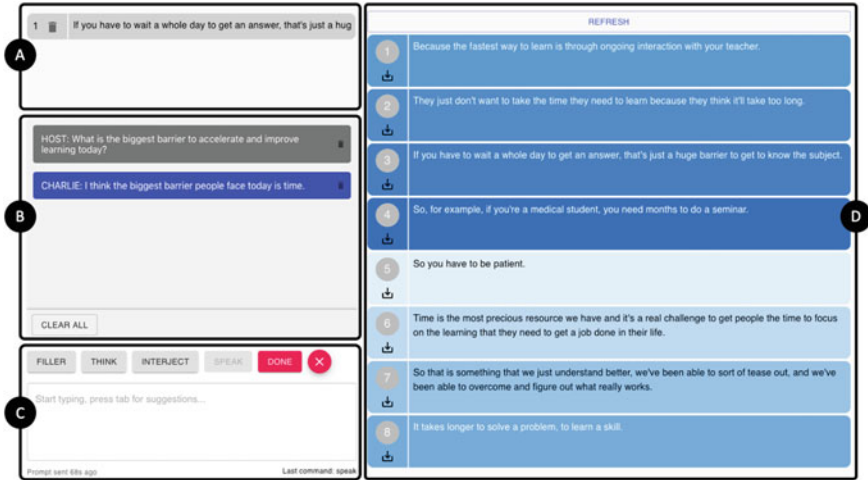 1 If you have to wait a whole day to get an answer, that's just a hug
A
HOST: What is the biggest barrier to accelerate and improve
learning today?
CHARLIE: I think the biggest barrier people face today is time.
B
CLEAR ALL
FILLER THINK INTERJECT SPEAK DONE
C
Start typing, press tab for suggestions...
Prompt sent 68s ago Last command: speak
REFRESH
1 Because the fastest way to learn is through ongoing interaction with your teacher.
2 They just don't want to take the time they need to learn because they think it'll take too long.
3 If you have to wait a whole day to get an answer, that's just a huge barrier to get to know the subject.
4 So, for example, if you're a medical student, you need months to do a seminar.
D
5 So you have to be patient.
6 Time is the most precious resource we have and it's a real challenge to get people the time to focus
on the learning that they need to get a job done in their life.
7 So that is something that we just understand better, we've been able to sort of tease out, and we've
been able to overcome and figure out what really works.
8 It takes longer to solve a problem, to learn a skill.